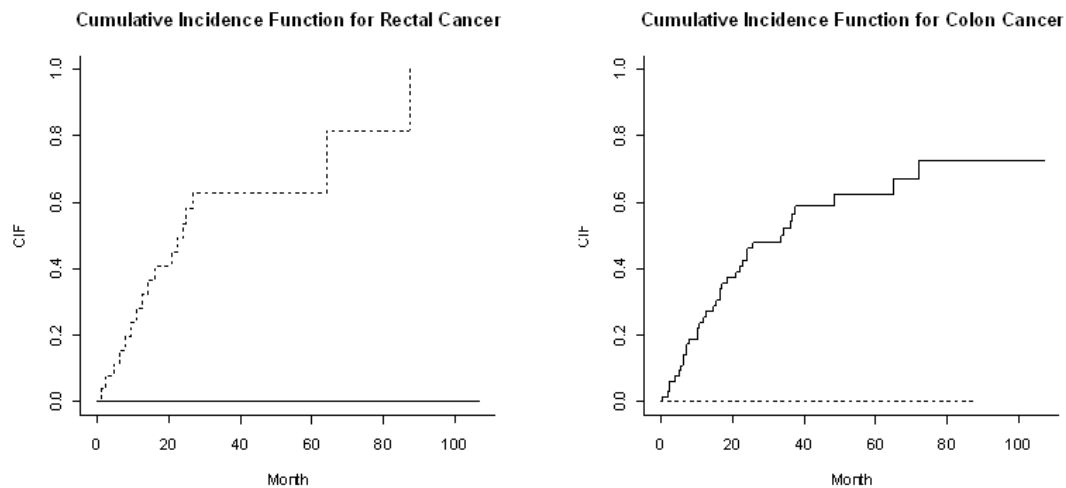 Cumulative Incidence Function for Rectal Cancer
CIF
1.0
0.8
0.6
0.4
0.2
0.0
0 20 40 60 80 100
Month
Cumulative Incidence Function for Colon Cancer
CIF
1.0
0.8
0.6
0.4
0.2
0.0
0 20 40 60 80 100
Month